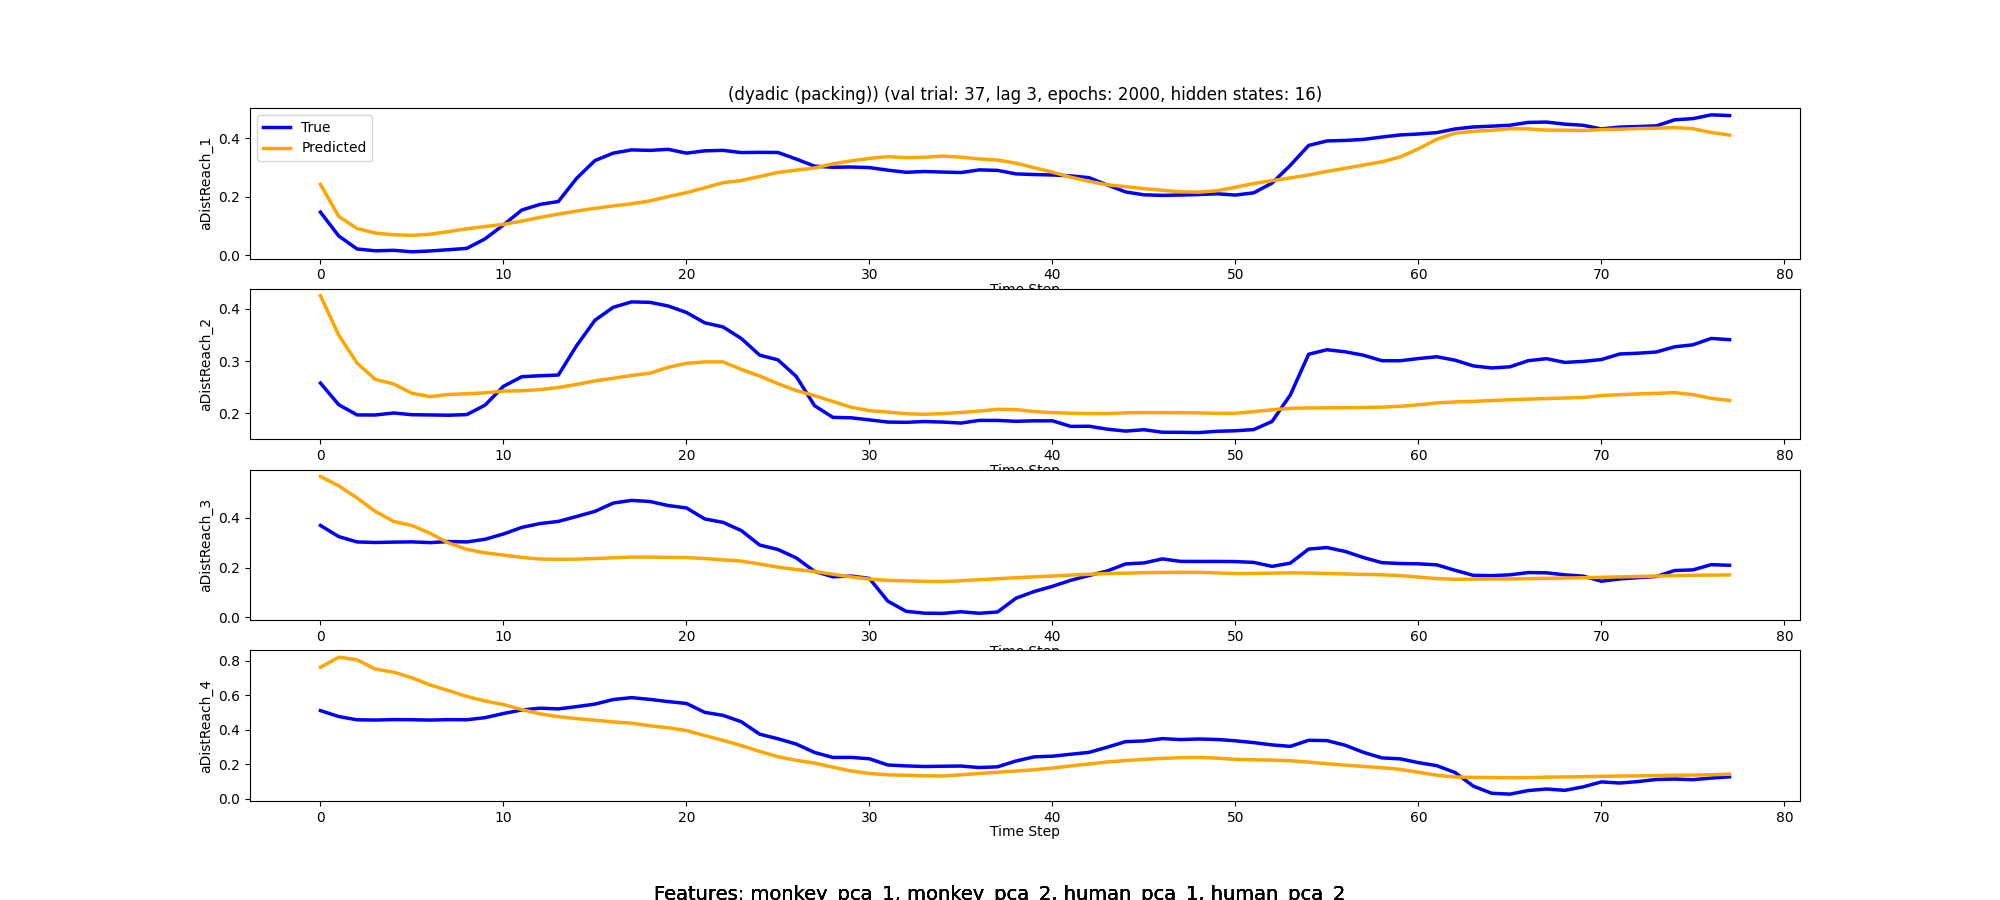 (dyadic (packing)) (val trial: 37, lag 3, epochs: 2000, hidden states: 16)
True
Predicted
aDistReach_1
0.4
0.2
0.0
0 10 20 30 40 50 60 70 80
Time Step
aDistReach_2
0.4
0.3
0.2
0 10 20 30 40 50 60 70 80
Time Step
aDistReach_3
0.4
0.2
0.0
0 10 20 30 40 50 60 70 80
Time Step
aDistReach_4
0.8
0.6
0.4
0.2
0.0
0 10 20 30 40 50 60 70 80
Time Step
Features: monkey_pca_1, monkey_pca_2, human_pca_1, human_pca_2